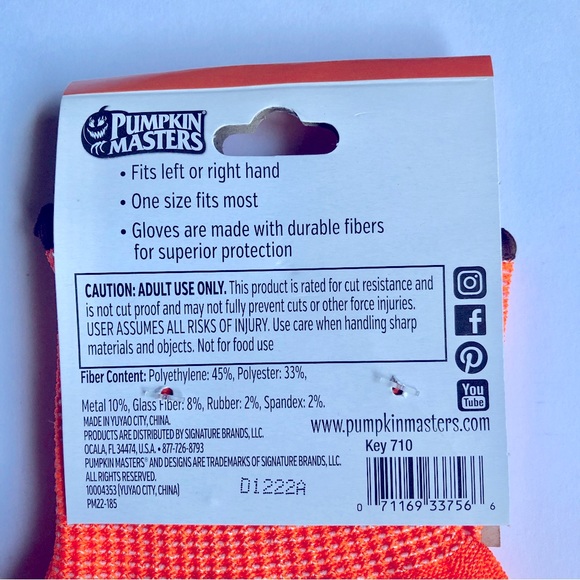 PUMPKIN
MASTERS®
• Fits left or right hand
• One size fits most
• Gloves are made with durable fibers
for superior protection
CAUTION: ADULT USE ONLY. This product is rated for cut resistance and
is not cut proof and may not fully prevent cuts or other force injuries.
USER ASSUMES ALL RISKS OF INJURY. Use care when handling sharp
materials and objects. Not for food use
Fiber Content: Polyethylene: 45%, Polyester: 33%,
Metal 10%, Glass Fiber: 8%, Rubber: 2%, Spandex: 2%.
MADE IN YUYAO CITY, CHINA.
PRODUCTS ARE DISTRIBUTED BY SIGNATURE BRANDS, LLC.
OCALA, FL 34474, U.S.A. • 877-726-8793
PUMPKIN MASTERS® AND DESIGNS ARE TRADEMARKS OF SIGNATURE BRANDS, LLC.
ALL RIGHTS RESERVED.
10004353 (YUYAO CITY, CHINA)
PM22-185
D1222A
You
Tube
www.pumpkinmasters.com
Key 710
0 71169 33756 6